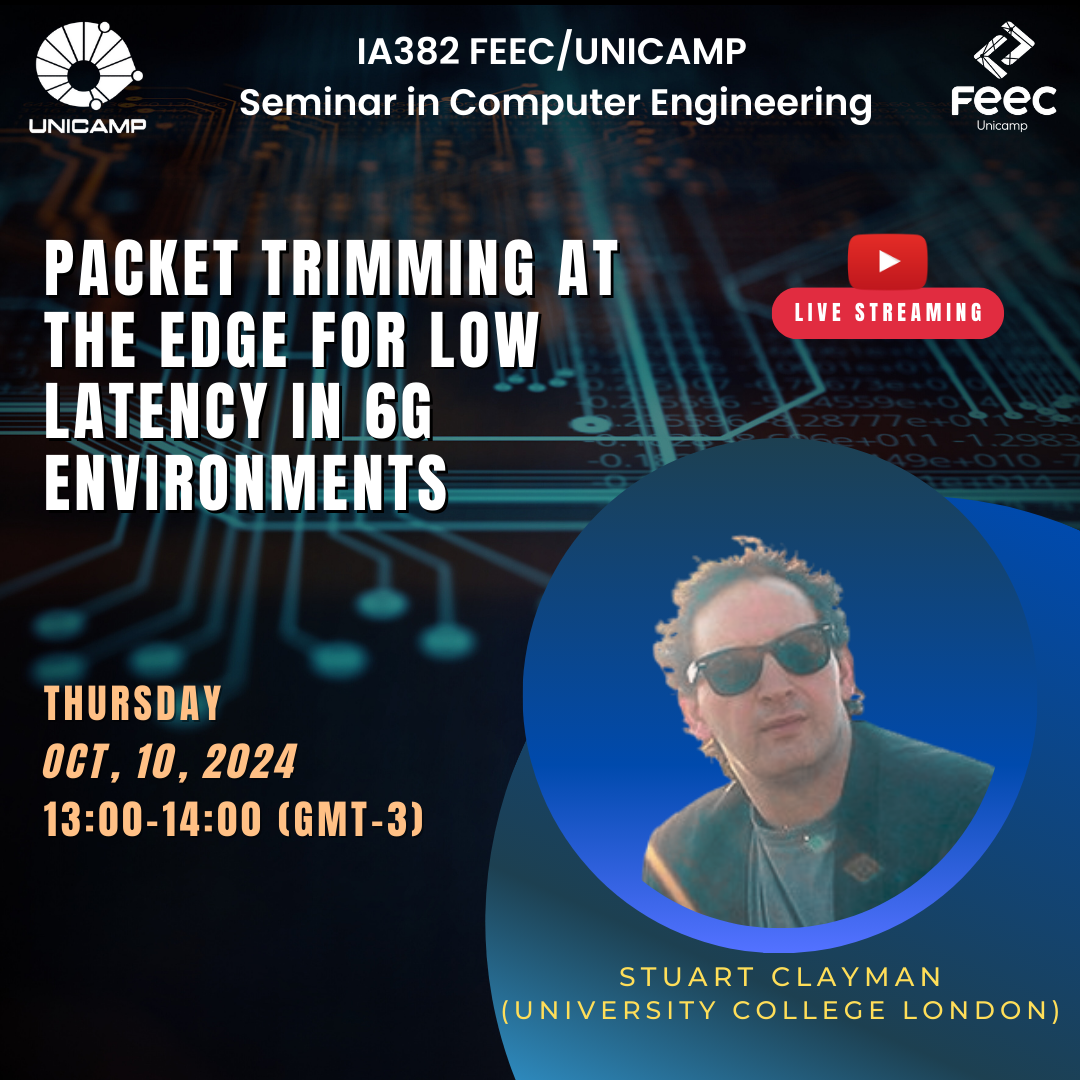 UNICAMP
IA382 FEEC/UNICAMP
Seminar in Computer Engineering
FEEC
Unicamp
PACKET TRIMMING AT
THE EDGE FOR LOW
LATENCY IN 6G
ENVIRONMENTS
LIVE STREAMING
THURSDAY
OCT, 10, 2024
13:00-14:00 (GMT-3)
STUART CLAYMAN
(UNIVERSITY COLLEGE LONDON)